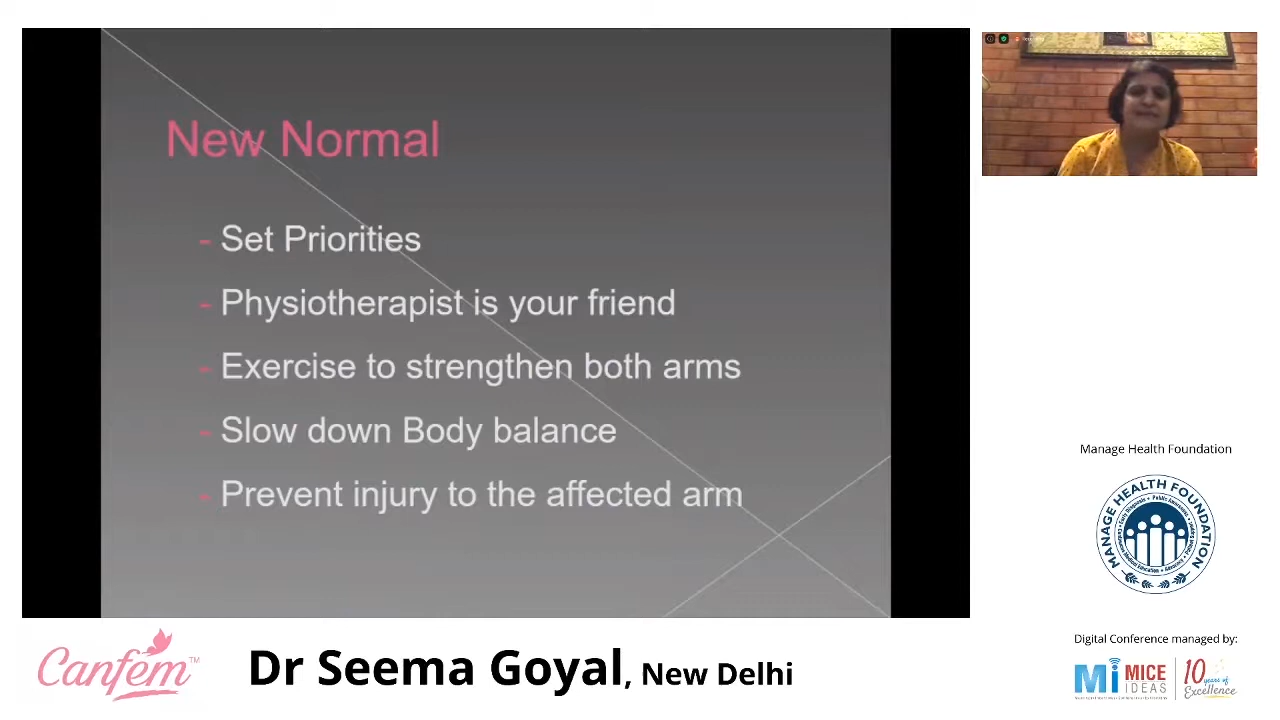 New Normal
- Set Priorities
- Physiotherapist is your friend
- Exercise to strengthen both arms
- Slow down Body balance
- Prevent injury to the affected arm
Manage Health Foundation
MANAGE HEALTH FOUNDATION
Digital Conference managed by:
Canfem™
Dr Seema Goyal, New Delhi
Mi MICE IDEAS
10 years of Excellence